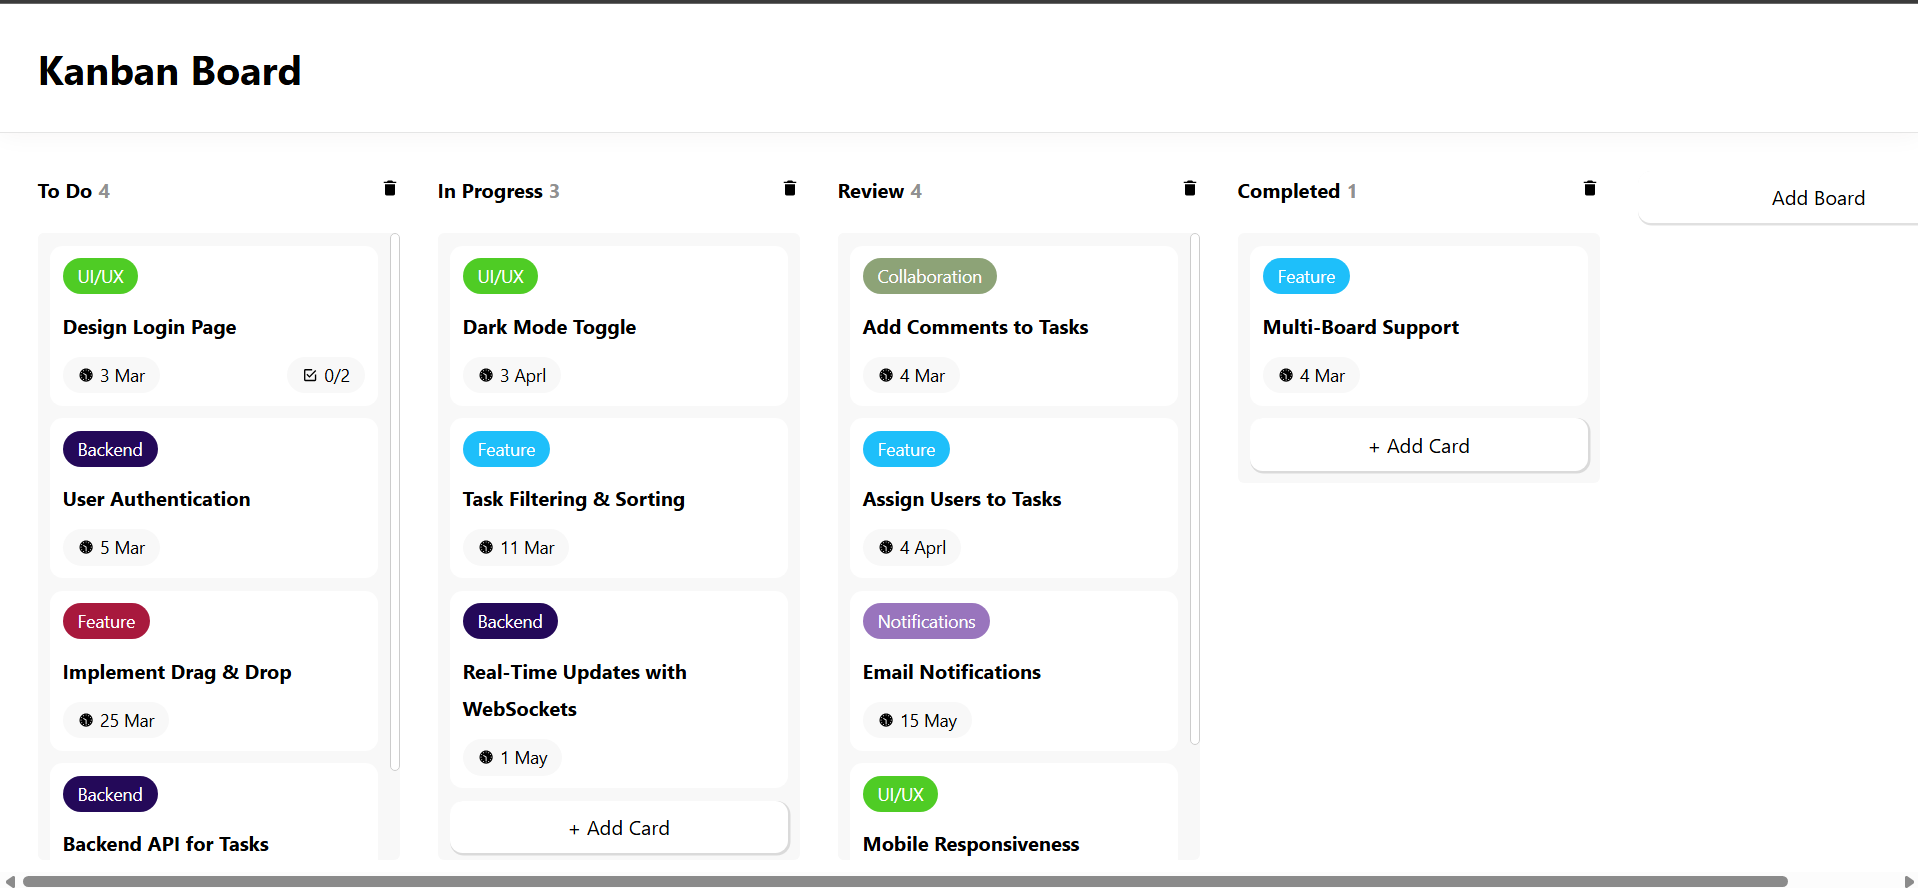 Kanban Board
To Do 4
UI/UX
Design Login Page
3 Mar
0/2
Backend
User Authentication
5 Mar
Feature
Implement Drag & Drop
25 Mar
Backend
Backend API for Tasks
In Progress 3
UI/UX
Dark Mode Toggle
3 Aprl
Feature
Task Filtering & Sorting
11 Mar
Backend
Real-Time Updates with
WebSockets
1 May
+ Add Card
Review 4
Collaboration
Add Comments to Tasks
4 Mar
Feature
Assign Users to Tasks
4 Aprl
Notifications
Email Notifications
15 May
UI/UX
Mobile Responsiveness
Completed 1
Feature
Multi-Board Support
4 Mar
+ Add Card
Add Board